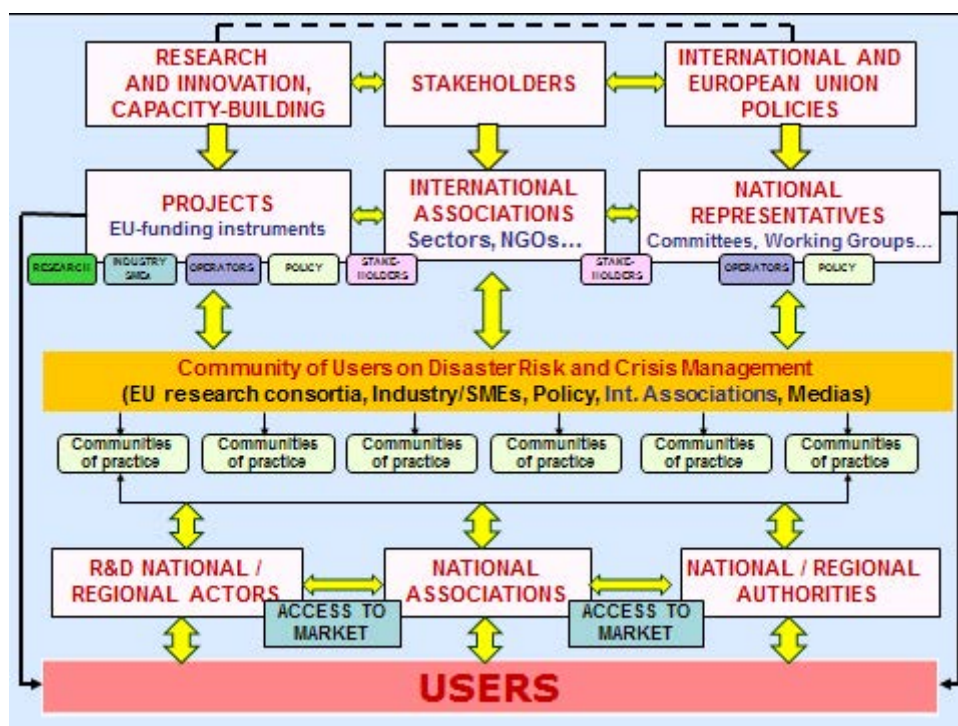 RESEARCH
AND INNOVATION,
CAPACITY-BUILDING
STAKEHOLDERS
INTERNATIONAL AND
EUROPEAN UNION
POLICIES
PROJECTS
EU-funding instruments
INTERNATIONAL
ASSOCIATIONS
Sectors, NGOs...
NATIONAL
REPRESENTATIVES
Committees, Working Groups...
RESEARCH
INDUSTRY
SMEs
OPERATORS
POLICY
STAKE-
HOLDERS
STAKE-
HOLDERS
OPERATORS
POLICY
Community of Users on Disaster Risk and Crisis Management
(EU research consortia, Industry/SMEs, Policy, Int. Associations, Medias)
Communities
of practice
Communities
of practice
Communities
of practice
Communities
of practice
Communities
of practice
Communities
of practice
R&D NATIONAL /
REGIONAL ACTORS
NATIONAL
ASSOCIATIONS
NATIONAL / REGIONAL
AUTHORITIES
ACCESS TO
MARKET
ACCESS TO
MARKET
USERS